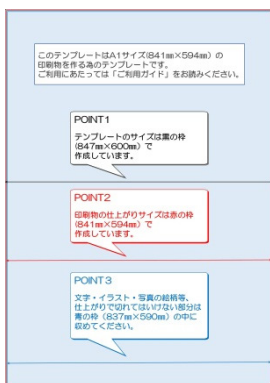 このテンプレートはA1サイズ(841㎜×594㎜)の
印刷物を作る為のテンプレートです。
ご利用にあたっては「ご利用ガイド」をお読みください。
POINT1
テンプレートのサイズは黒の枠
(847㎜×600㎜)で
作成しています。
POINT2
印刷物の仕上がりサイズは赤の枠
(841㎜×594㎜)で
作成しています。
POINT3
文字・イラスト・写真の絵柄等、
仕上がりで切れてはいけない部分は
青の枠(837㎜×590㎜)の中に
収めてください。